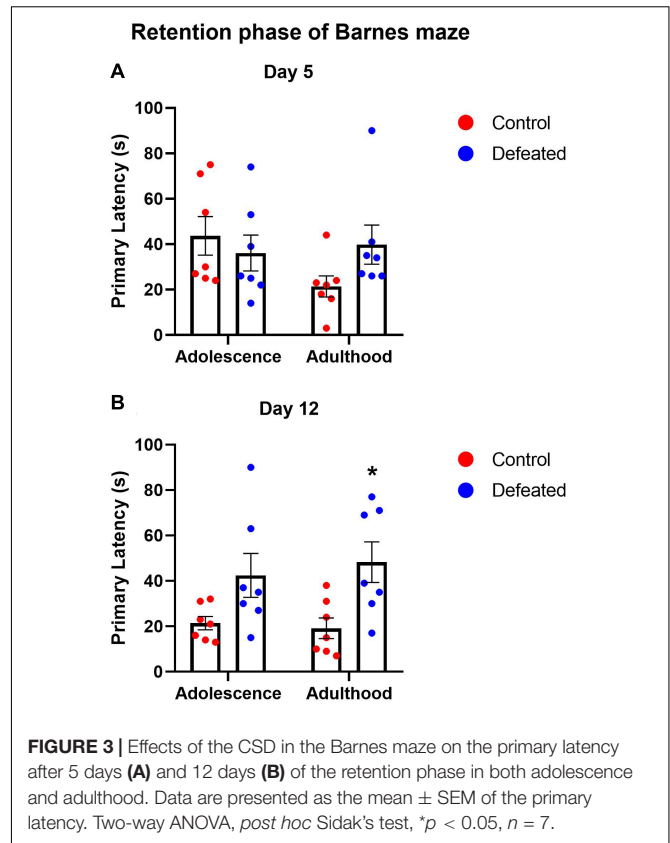 Retention phase of Barnes maze
A
Day 5
Primary Latency (s)
100
80
60
40
20
0
Adolescence Adulthood
Control
Defeated
B
Day 12
Primary Latency (s)
100
80
60
40
20
0
*
Adolescence Adulthood
Control
Defeated
FIGURE 3 | Effects of the CSD in the Barnes maze on the primary latency
after 5 days (A) and 12 days (B) of the retention phase in both adolescence
and adulthood. Data are presented as the mean ± SEM of the primary
latency. Two-way ANOVA, post hoc Sidak's test, *p < 0.05, n = 7.